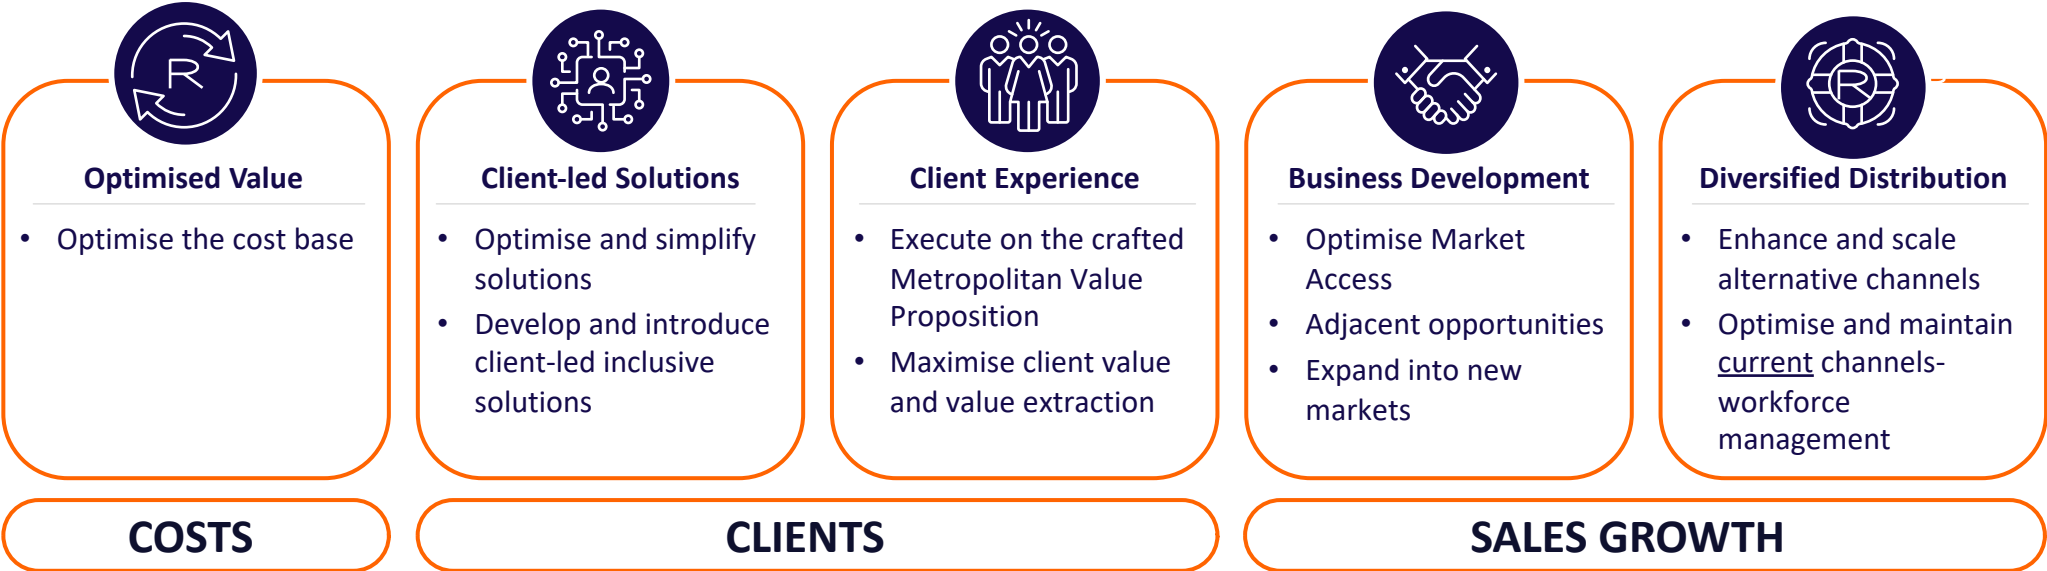 R
R
Optimised Value
• Optimise the cost base
Client-led Solutions
• Optimise and simplify
solutions
• Develop and introduce
client-led inclusive
solutions
Client Experience
• Execute on the crafted
Metropolitan Value
Proposition
• Maximise client value
and value extraction
Business Development
• Optimise Market
Access
• Adjacent opportunities
• Expand into new
markets
Diversified Distribution
• Enhance and scale
alternative channels
• Optimise and maintain
current channels-
workforce
management
COSTS
CLIENTS
SALES GROWTH